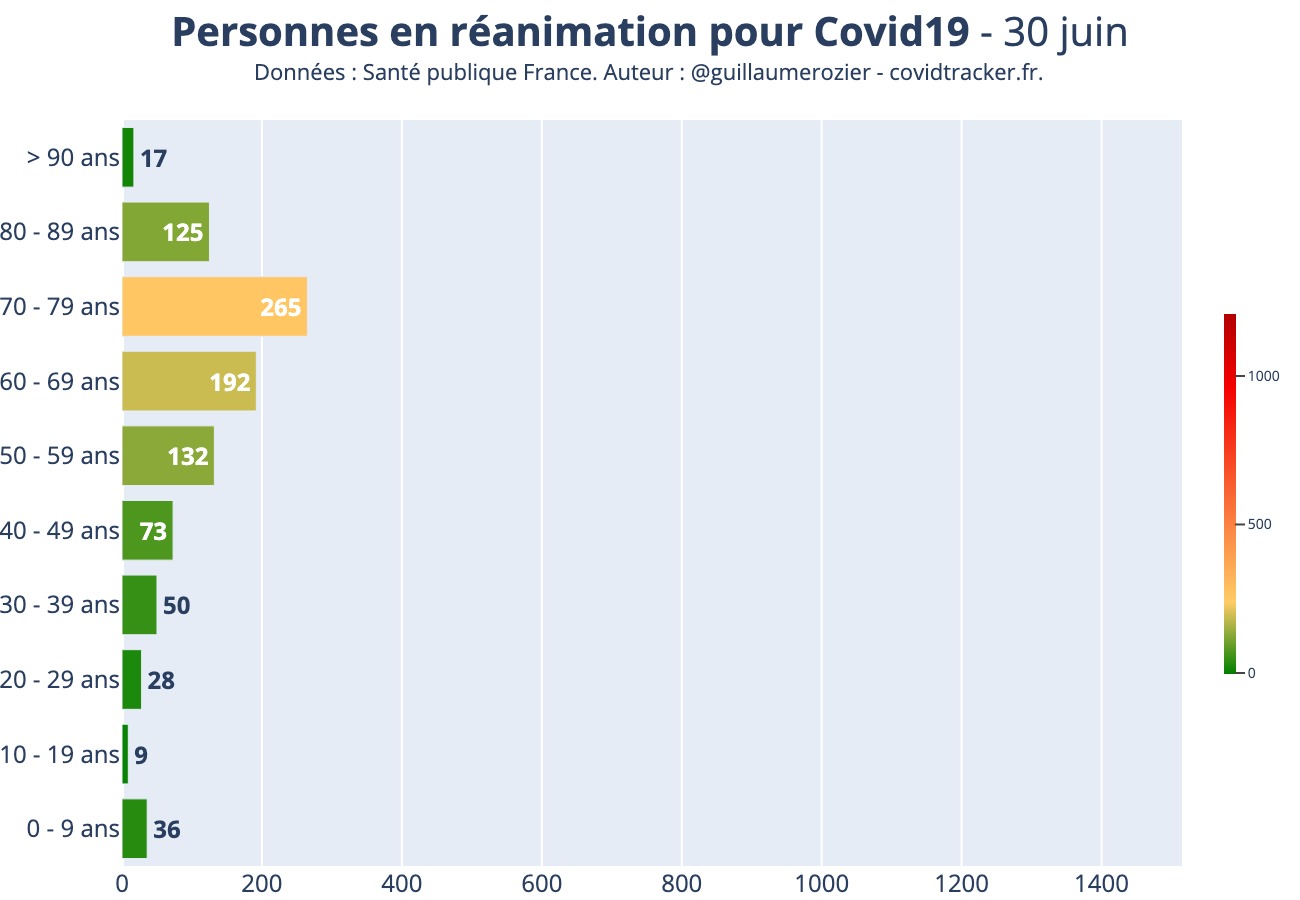 Personnes en réanimation pour Covid19 - 30 juin
Données : Santé publique France. Auteur : @guillaumerozier - covidtracker.fr.
> 90 ans 17
80 - 89 ans 125
70 - 79 ans 265
60 - 69 ans 192
50 - 59 ans 132
40 - 49 ans 73
30 - 39 ans 50
20 - 29 ans 28
10 - 19 ans 9
0 - 9 ans 36
0 200 400 600 800 1000 1200 1400
1000
500
0